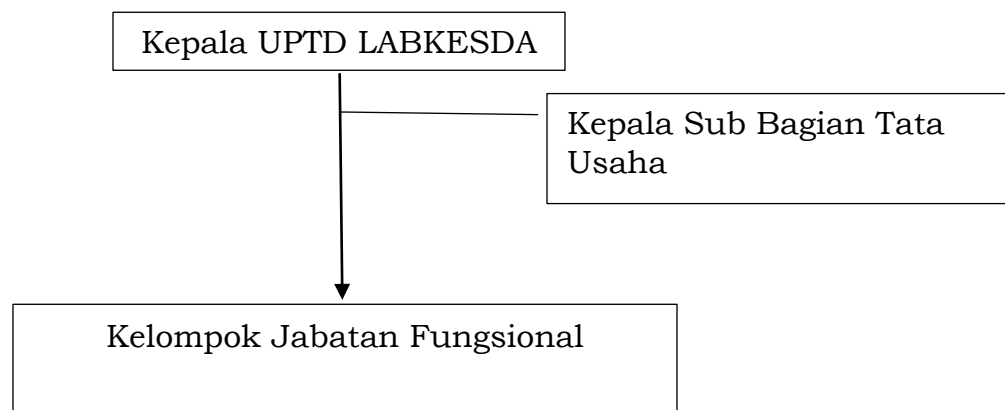 Kepala UPTD LABKESDA
Kepala Sub Bagian Tata
Usaha
Kelompok Jabatan Fungsional